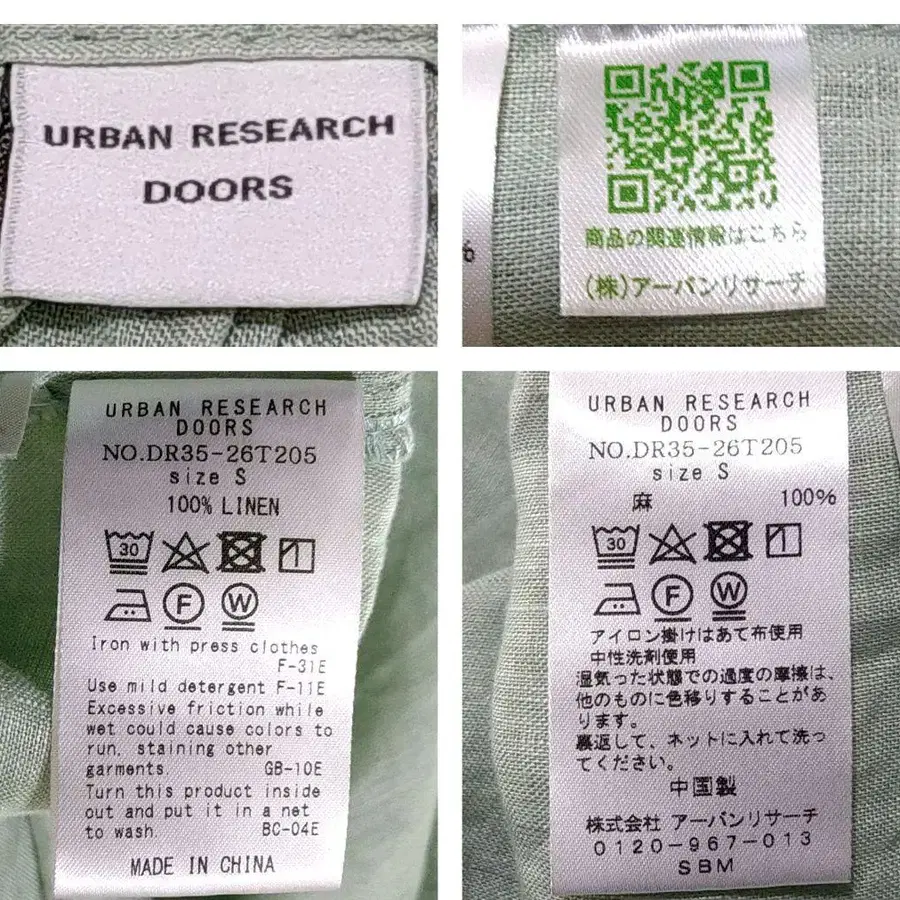 URBAN RESEARCH
DOORS
商品の関連情報はこちら
(株)アーバンリサーチ
%
URBAN RESEARCH
DOORS
NO.DR35-26T205
size S
100% LINEN
30
F
W
Iron with press clothes
F-31E
Use mild detergent F-11E
Excessive friction while
wet could cause colors to
run, staining other
garments.
GB-10E
Turn this product inside
out and put it in a net
to wash.
BC-04E
MADE IN CHINA
URBAN RESEARCH
DOORS
NO.DR35-26T205
size S
麻 100%
30
F
W
アイロン掛けはあて布使用
中性洗剤使用
湿気った状態での過度の摩擦は、
他のものに色移りすることがあ
ります。
裏返して、ネットに入れて洗っ
てください。
中国製
株式会社 アーバンリサーチ
0120-967-013
SBM